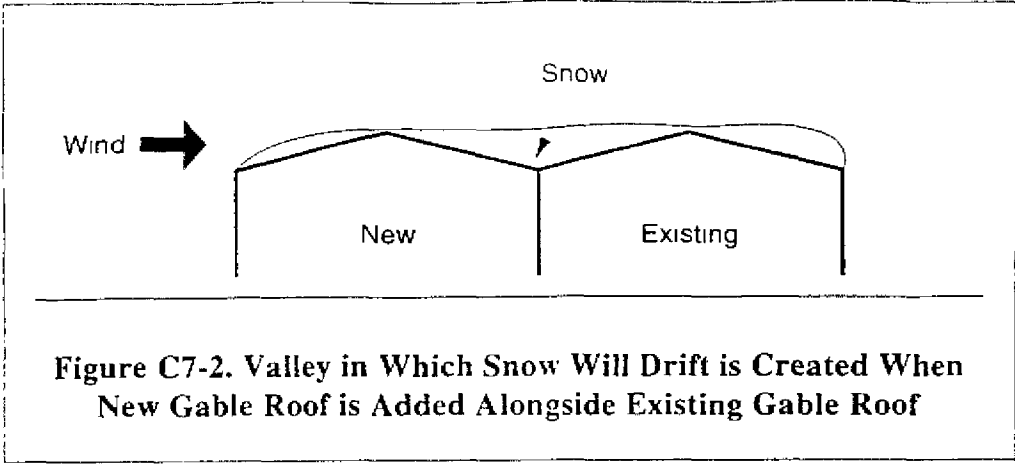 Snow
Wind
New
Existing
Figure C7-2. Valley in Which Snow Will Drift is Created When
New Gable Roof is Added Alongside Existing Gable Roof